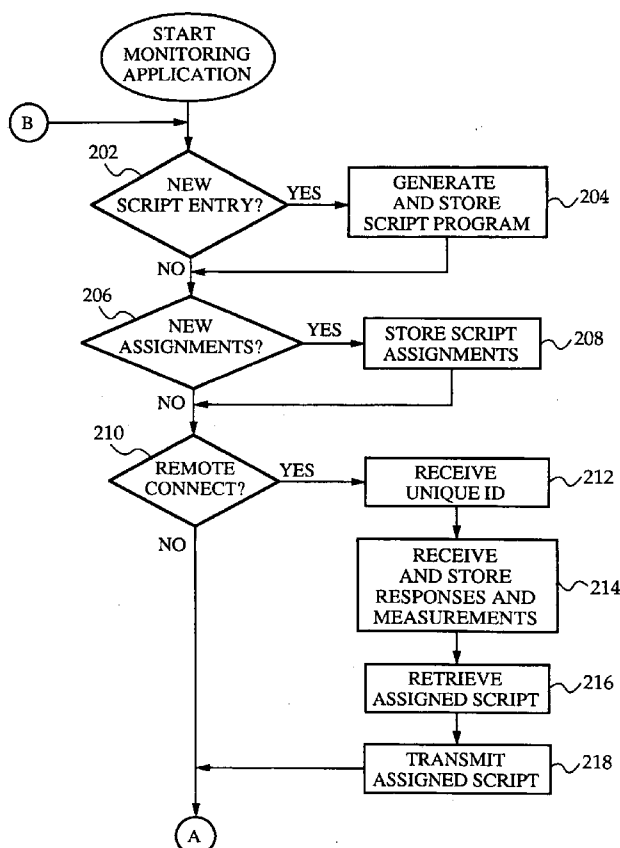 START
MONITORING
APPLICATION
B
202
NEW
SCRIPT ENTRY?
YES
GENERATE
AND STORE
SCRIPT PROGRAM
204
NO
206
NEW
ASSIGNMENTS?
YES
STORE SCRIPT
ASSIGNMENTS
208
NO
210
REMOTE
CONNECT?
YES
RECEIVE
UNIQUE ID
212
NO
RECEIVE
AND STORE
RESPONSES AND
MEASUREMENTS
214
RETRIEVE
ASSIGNED SCRIPT
216
TRANSMIT
ASSIGNED SCRIPT
218
A